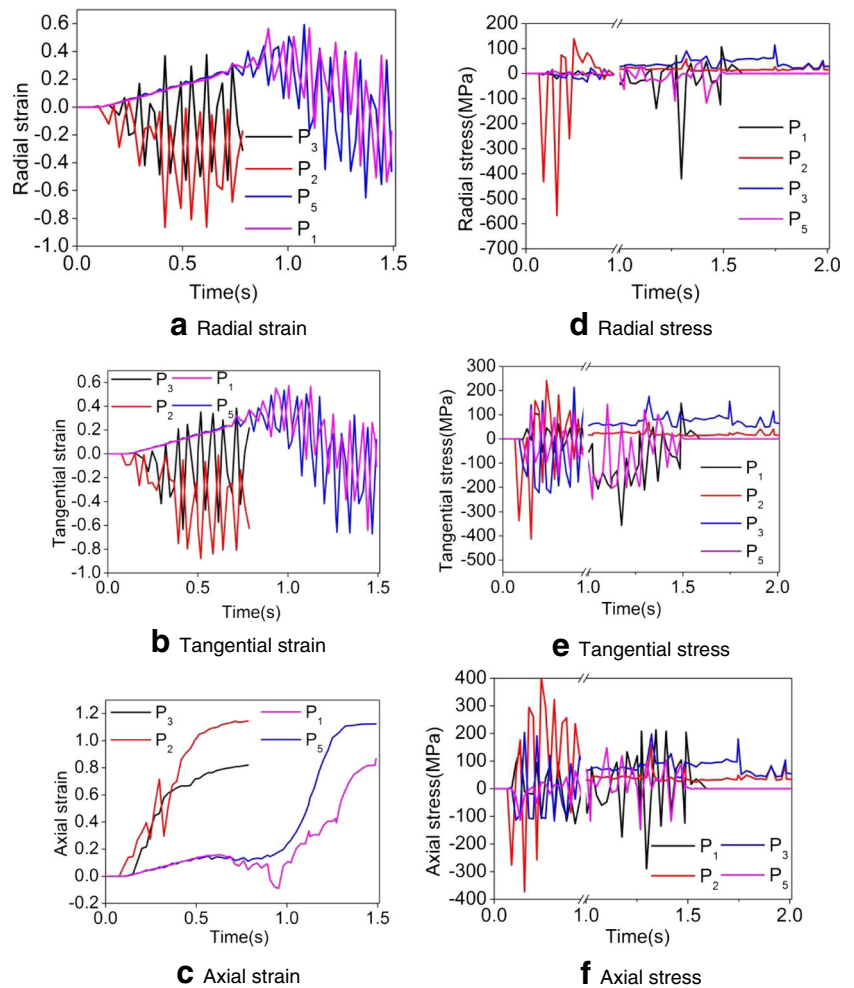 0.6
0.4
0.2
0.0
-0.2
-0.4
-0.6
-1.0
Radial strain
P3
P2
P5
P1
0.0
0.5
1.0
1.5
Time(s)
a Radial strain
200
100
0
100
-200
-300
-400
-500
-600
-700
Radial stress(MPa)
P1
P2
P3
P5
0.0
1.0
1.5
2.0
Time(s)
d Radial stress
P3
P1
P2
P5
0.6
0.4
0.2
0.0
-0.2
-0.4
-0.6
-0.8
-1.0
Tangential strain
0.0
0.5
1.0
1.5
Time(s)
b Tangential strain
300
200
100
0
-100
-200
-300
-400
-500
Tangential stress(MPa)
P1
P2
P3
P5
0.0
1.0
1.5
2.0
Time(s)
e Tangential stress
1.2
1.0
0.8
0.6
0.4
0.2
0.0
-0.2
Axial strain
P3
P1
P2
P5
0.0
0.5
1.0
1.5
Time(s)
c Axial strain
400
300
200
100
0
-100
-200
-300
-400
Axial stress(MPa)
P1
P3
P2
P5
0.0
1.0
1.5
2.0
Time(s)
f Axial stress